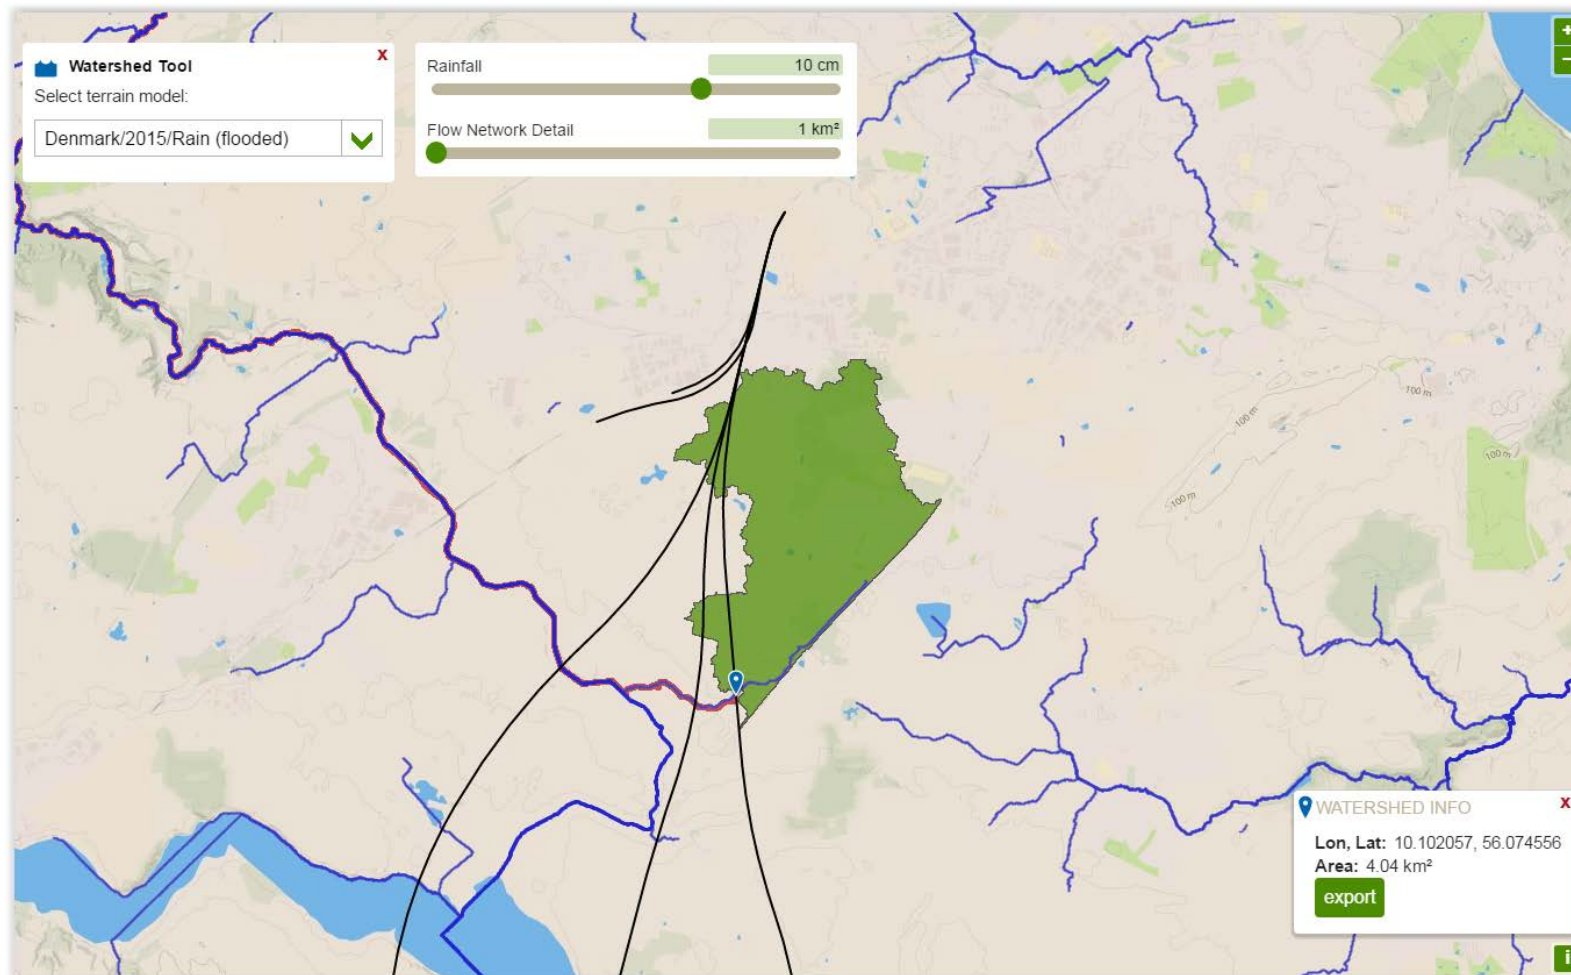 Watershed Tool
x
Select terrain model:
Denmark/2015/Rain (flooded)
Rainfall
10 cm
Flow Network Detail
1 km²
+
−
100 m
100 m
100 m
100 m
WATERSHED INFO
x
Lon, Lat: 10.102057, 56.074556
Area: 4.04 km²
export
i